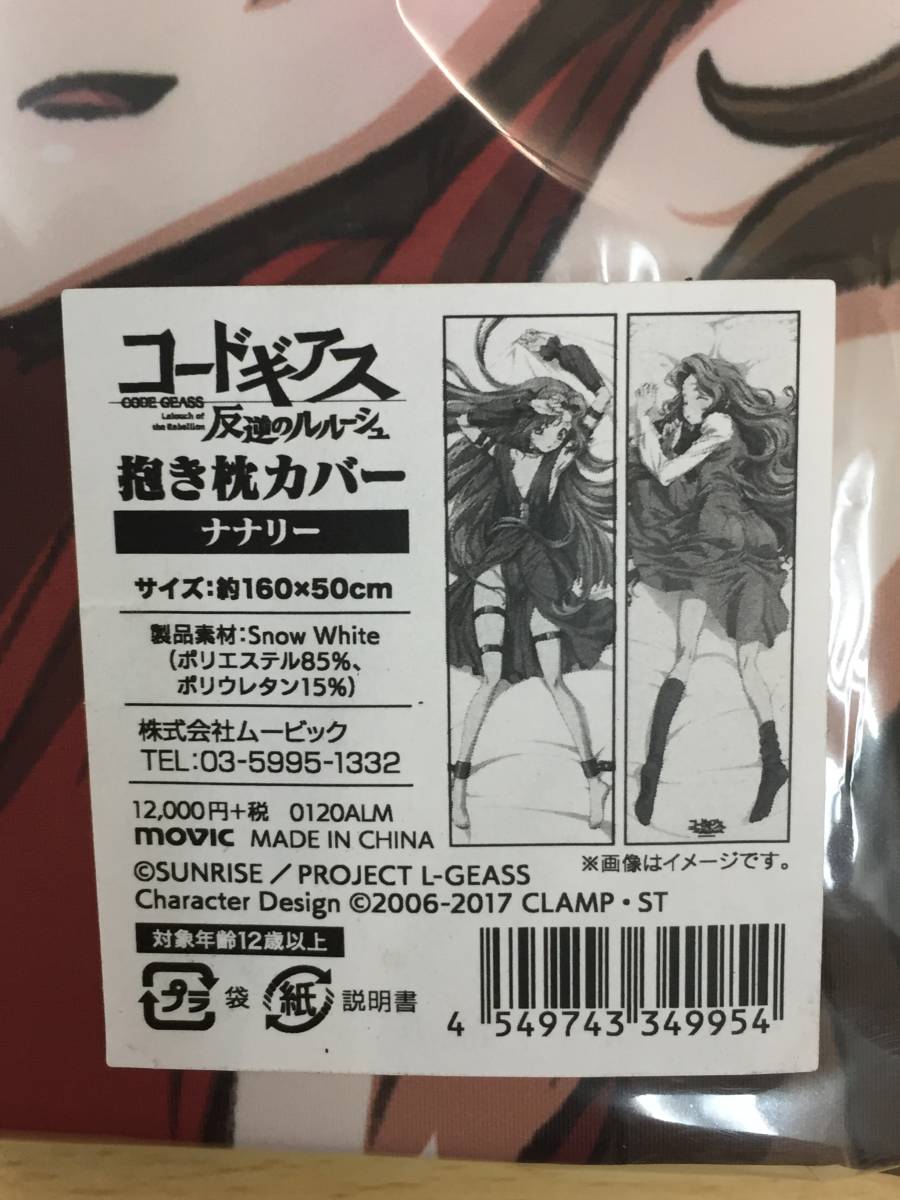 コードギアス
CODE GEASS
Lelouch of
the Rebellion
反逆のルルーシュ
抱き枕カバー
ナナリー
サイズ:約160×50cm
製品素材:Snow White
(ポリエステル85%、
ポリウレタン15%)
株式会社ムービック
TEL:03-5995-1332
12,000円+税 0120ALM
movic MADE IN CHINA
※画像はイメージです。
©SUNRISE／PROJECT L-GEASS
Character Design ©2006-2017 CLAMP・ST
対象年齢12歳以上
プラ 袋 紙 説明書
4 549743 349954